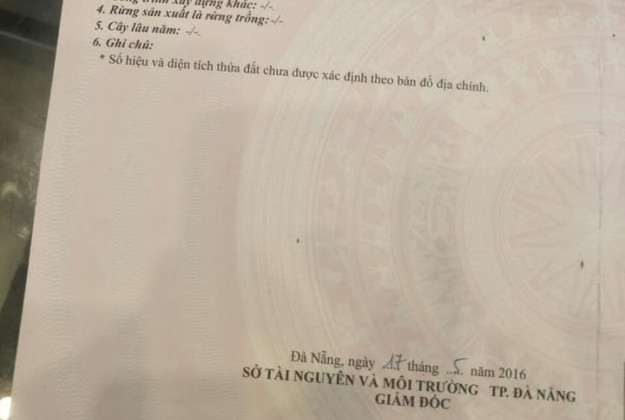 dựng khác: -/-.
4. Rừng sản xuất là rừng trồng: -/-
5. Cây lâu năm: -/-.
6. Ghi chú:
* Số hiệu và diện tích thửa đất chưa được xác định theo bản đồ địa chính.
Đà Nẵng, ngày 17 tháng 5 năm 2016
SỞ TÀI NGUYÊN VÀ MÔI TRƯỜNG TP. ĐÀ NẴNG
GIÁM ĐỐC